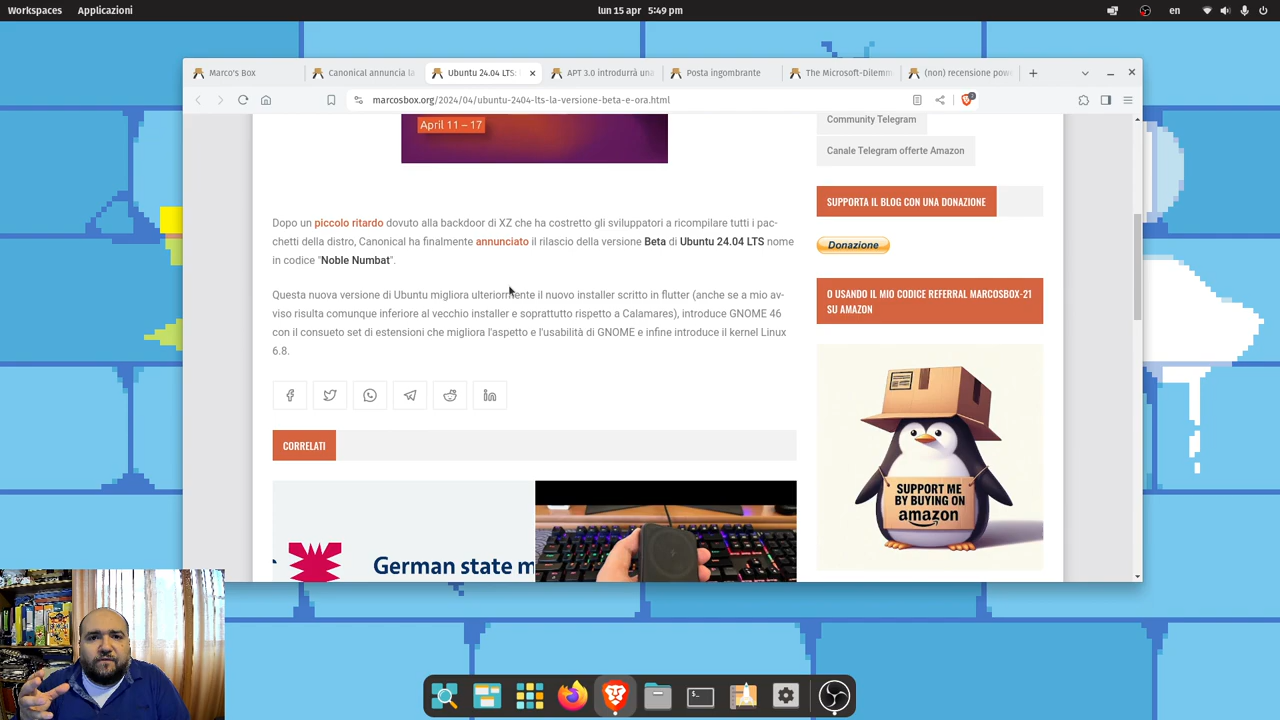 Workspaces
Applicazioni
lun 15 apr 5:49 pm
en
Marco's Box
Canonical annuncia la
Ubuntu 24.04 LTS:
APT 3.0 introdurrà una
Posta ingombrante
The Microsoft-Dilemm
(non) recensione pow
marcosbox.org/2024/04/ubuntu-2404-lts-la-versione-beta-e-ora.html
April 11 – 17
Dopo un piccolo ritardo dovuto alla backdoor di XZ che ha costretto gli sviluppatori a ricompilare tutti i pac-
chetti della distro, Canonical ha finalmente annunciato il rilascio della versione Beta di Ubuntu 24.04 LTS nome
in codice "Noble Numbat".
Questa nuova versione di Ubuntu migliora ulteriormente il nuovo installer scritto in flutter (anche se a mio av-
viso risulta comunque inferiore al vecchio installer e soprattutto rispetto a Calamares), introduce GNOME 46
con il consueto set di estensioni che migliora l'aspetto e l'usabilità di GNOME e infine introduce il kernel Linux
6.8.
CORRELATI
German state m
Community Telegram
Canale Telegram offerte Amazon
SUPPORTA IL BLOG CON UNA DONAZIONE
Donazione
O USANDO IL MIO CODICE REFERRAL MARCOSBOX-21
SU AMAZON
SUPPORT ME
BY BUYING ON
amazon